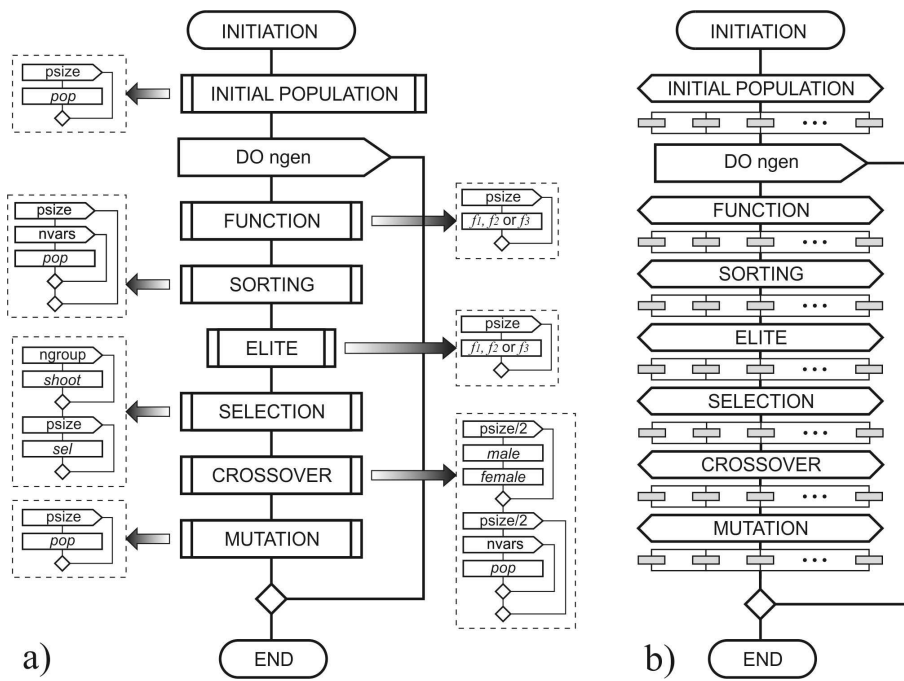 INITIATION
psize
pop
INITIAL POPULATION
DO ngen
FUNCTION
psize
f1, f2 or f3
psize
nvars
pop
SORTING
ELITE
psize
f1, f2 or f3
ngroup
shoot
psize
sel
SELECTION
CROSSOVER
psize/2
male
female
psize/2
nvars
pop
psize
pop
MUTATION
END
a)
INITIATION
INITIAL POPULATION
DO ngen
FUNCTION
SORTING
ELITE
SELECTION
CROSSOVER
MUTATION
END
b)